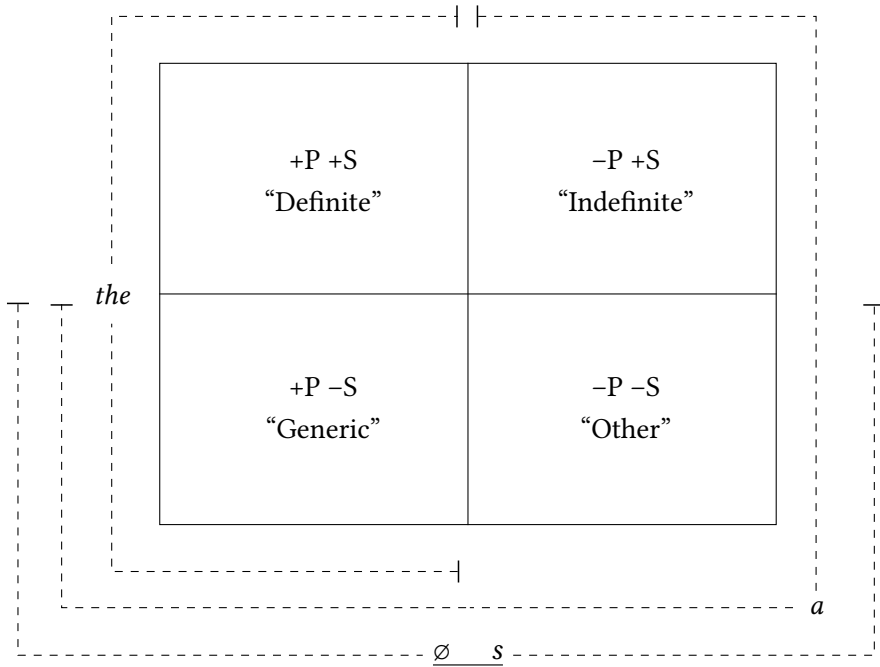 +P +S
“Definite”
–P +S
“Indefinite”
the
+P –S
“Generic”
–P –S
“Other”
a
∅ s